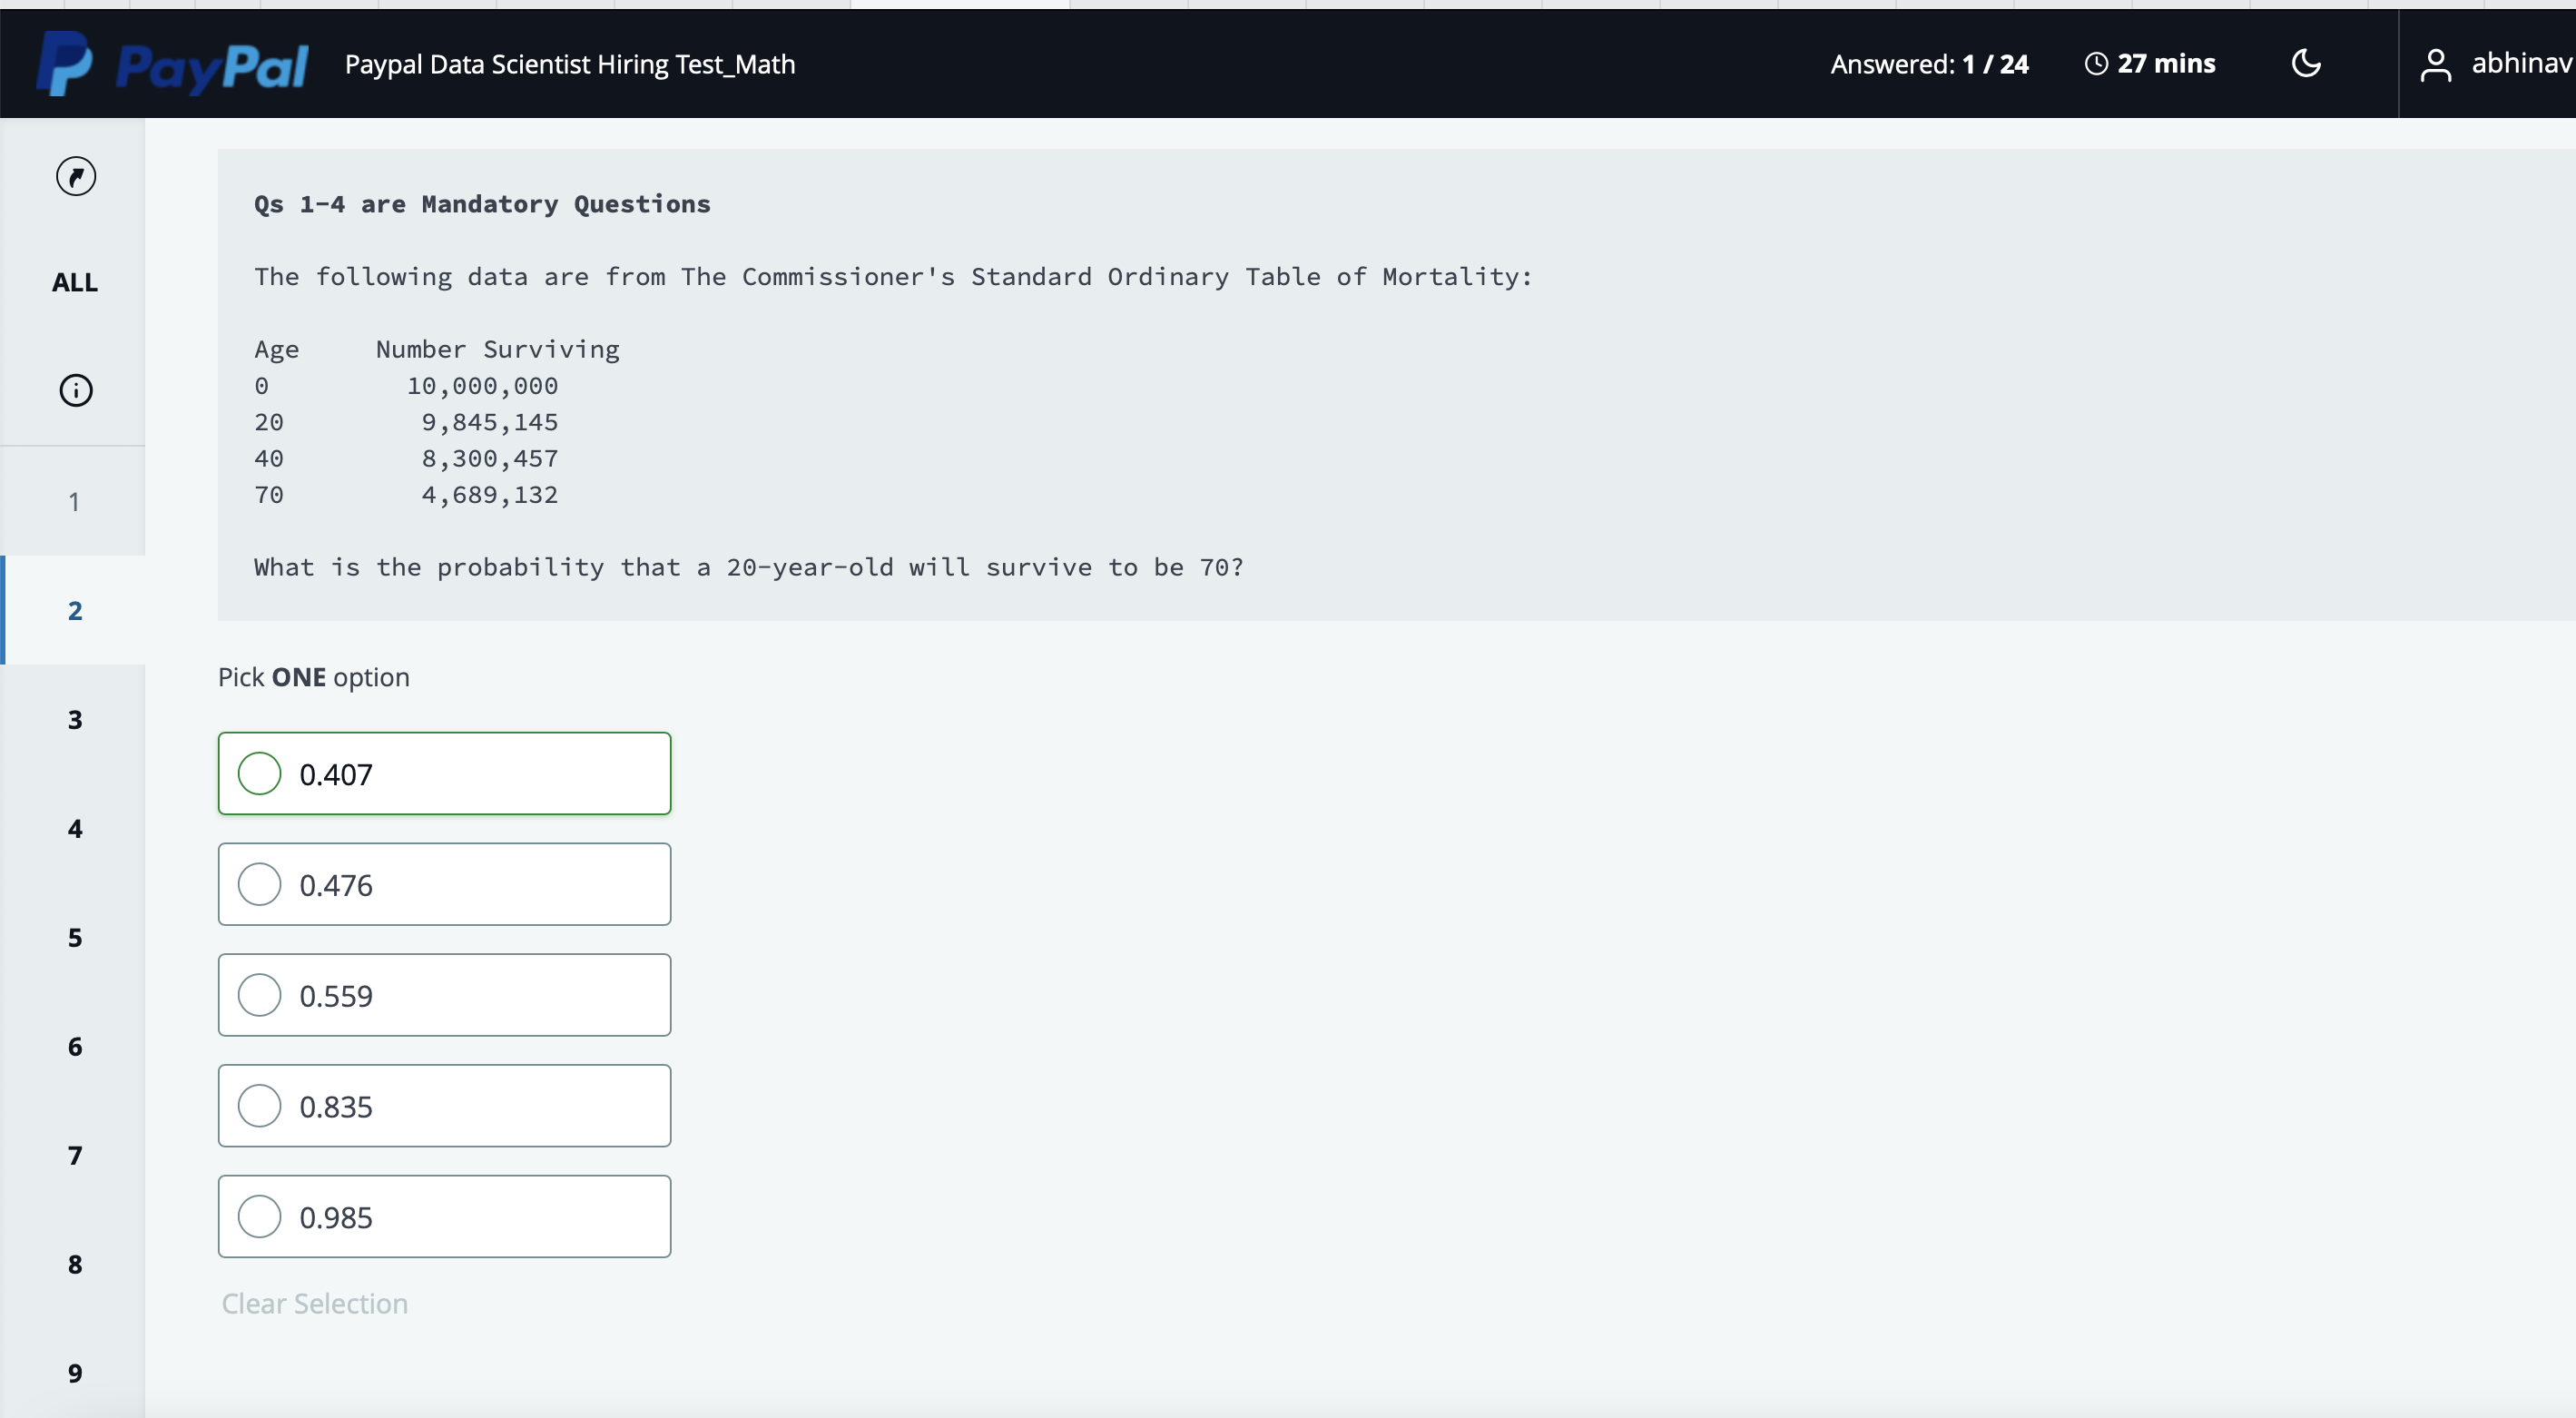 PayPal
Paypal Data Scientist Hiring Test_Math
Answered: 1 / 24
27 mins
abhinav
ALL
1
2
3
4
5
6
7
8
9
Qs 1-4 are Mandatory Questions
The following data are from The Commissioner's Standard Ordinary Table of Mortality:
Age Number Surviving
0 10,000,000
20 9,845,145
40 8,300,457
70 4,689,132
What is the probability that a 20-year-old will survive to be 70?
Pick ONE option
0.407
0.476
0.559
0.835
0.985
Clear Selection